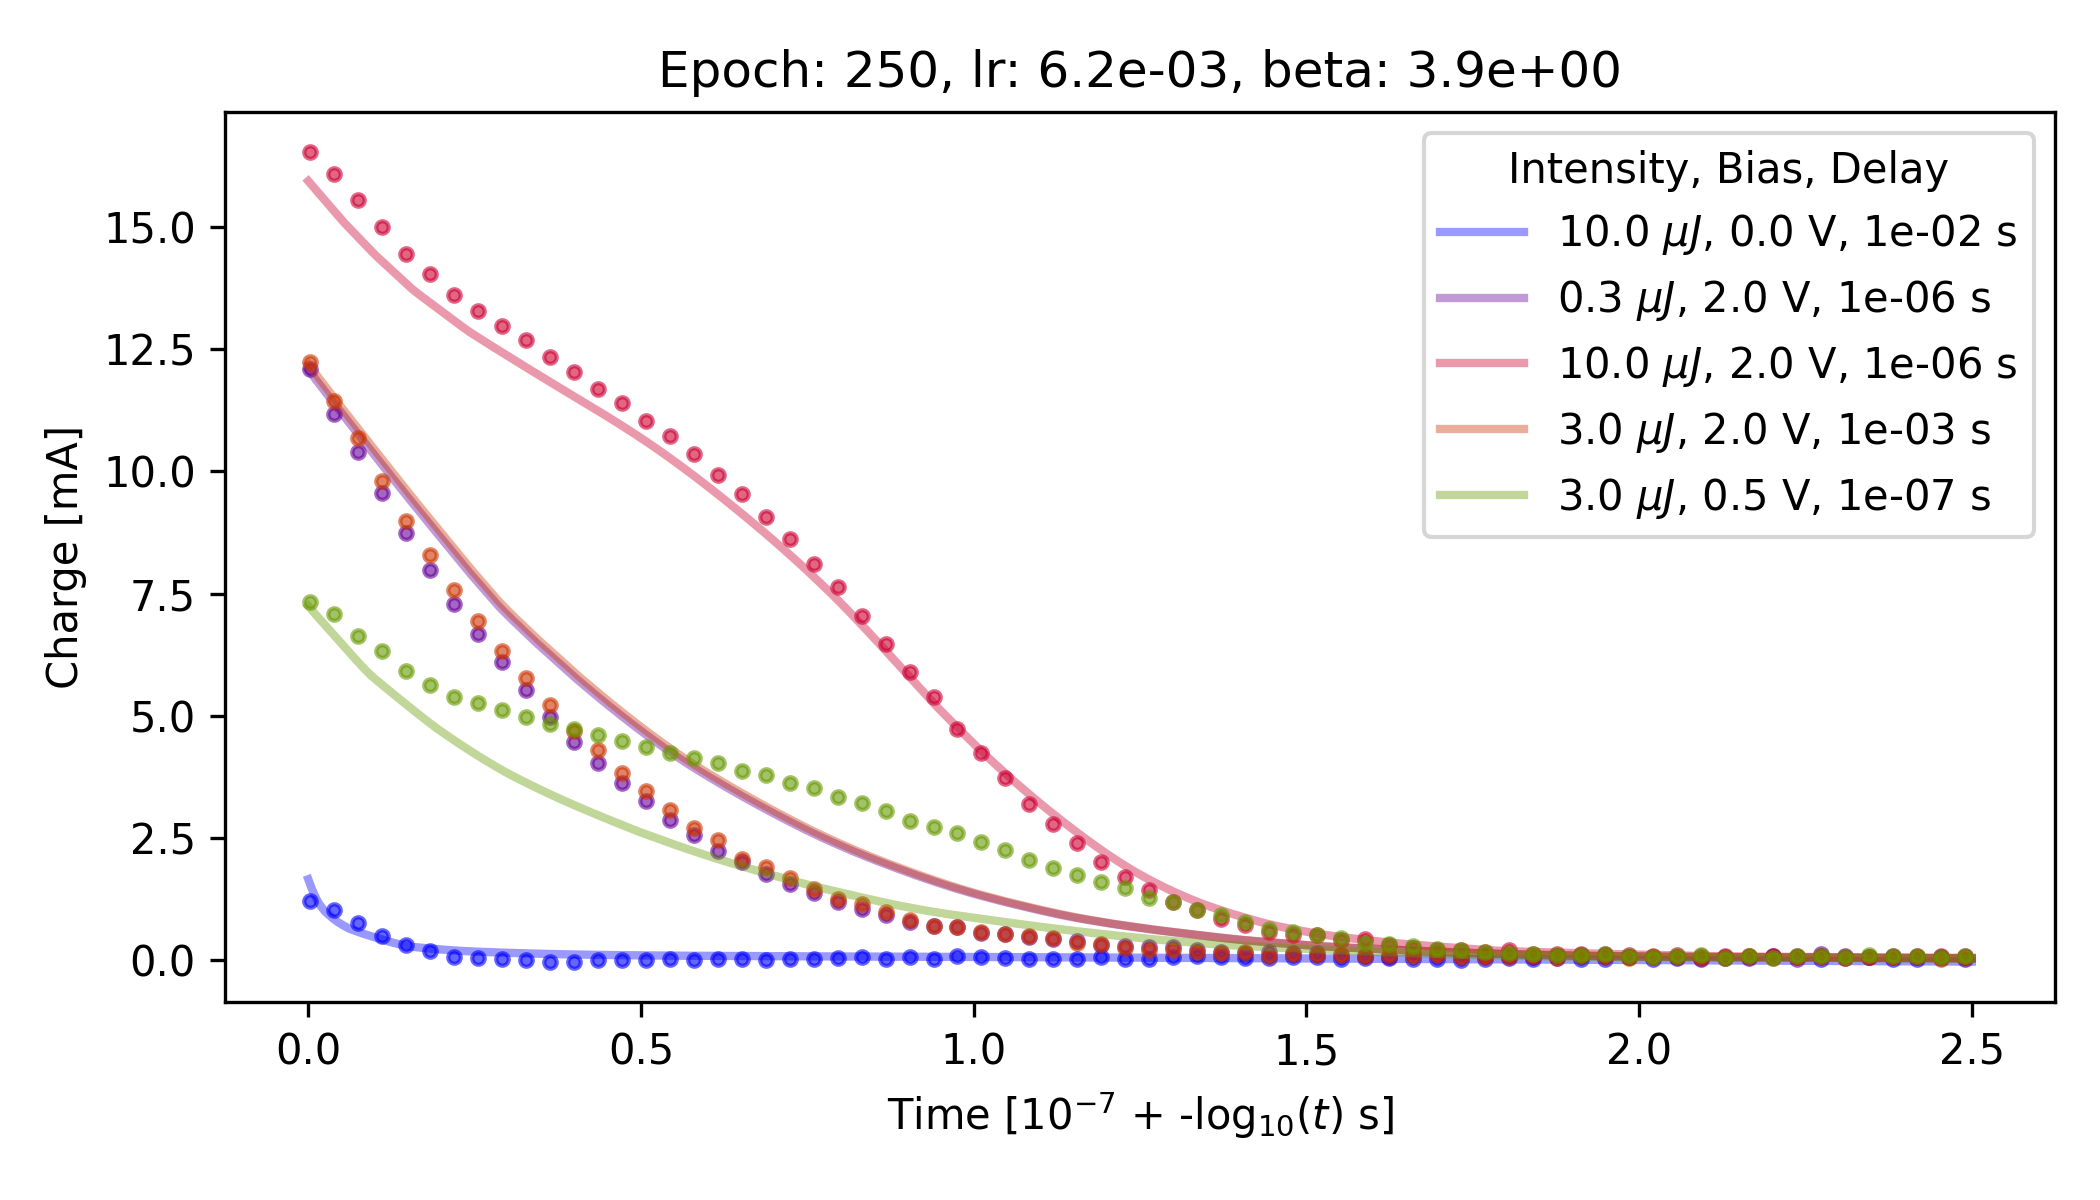 Epoch: 250, lr: 6.2e-03, beta: 3.9e+00
Intensity, Bias, Delay
10.0 μJ, 0.0 V, 1e-02 s
0.3 μJ, 2.0 V, 1e-06 s
10.0 μJ, 2.0 V, 1e-06 s
3.0 μJ, 2.0 V, 1e-03 s
3.0 μJ, 0.5 V, 1e-07 s
Charge [mA]
15.0
12.5
10.0
7.5
5.0
2.5
0.0
0.0 0.5 1.0 1.5 2.0 2.5
Time [10⁻⁷ + -log₁₀(t) s]